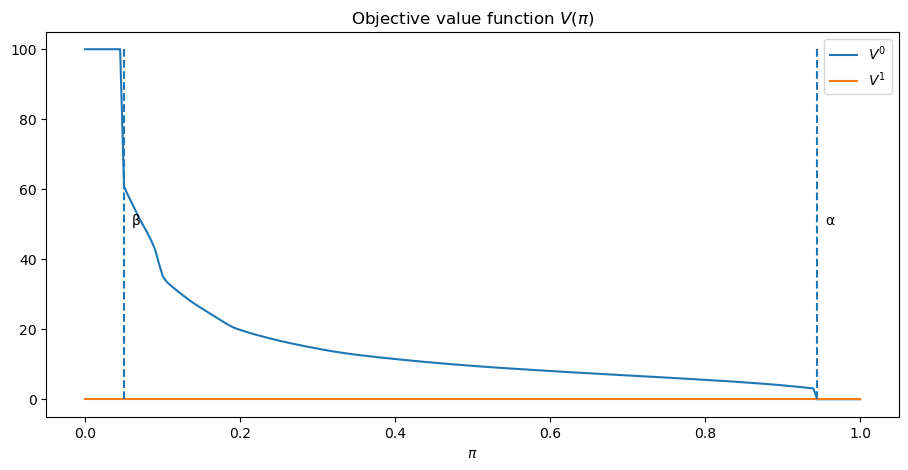 Objective value function V(π)
V⁰
V¹
100
80
60
40
20
0
β
α
0.0 0.2 0.4 0.6 0.8 1.0
π